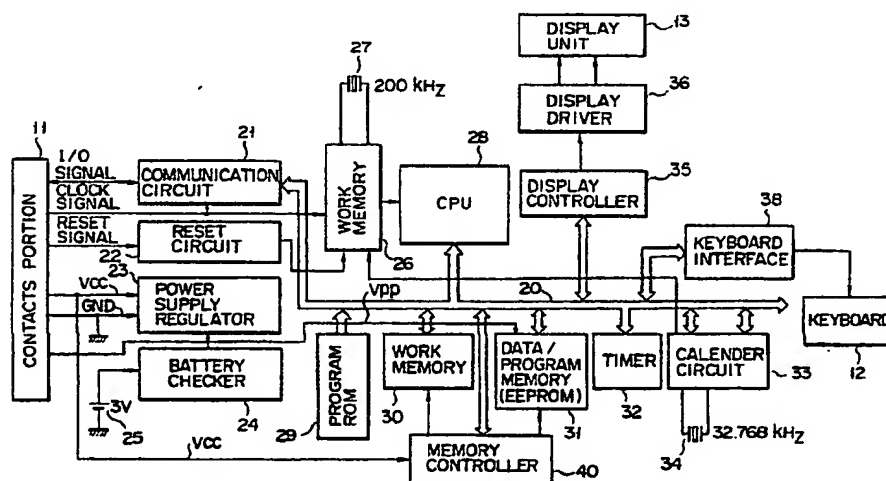 DISPLAY
UNIT
13
27
200 kHz
DISPLAY
DRIVER
36
11
I/O
SIGNAL
CLOCK
SIGNAL
RESET
SIGNAL
21
COMMUNICATION
CIRCUIT
WORK
MEMORY
26
28
CPU
DISPLAY
CONTROLLER
35
38
KEYBOARD
INTERFACE
RESET
CIRCUIT
22
CONTACTS PORTION
VCC
23
GND
POWER
SUPPLY
REGULATOR
Vpp
20
KEYBOARD
12
BATTERY
CHECKER
24
3V
25
PROGRAM
ROM
29
WORK
MEMORY
30
DATA /
PROGRAM
MEMORY
(EEPROM)
31
TIMER
32
CALENDER
CIRCUIT
33
34
32.768 kHz
VCC
MEMORY
CONTROLLER
40